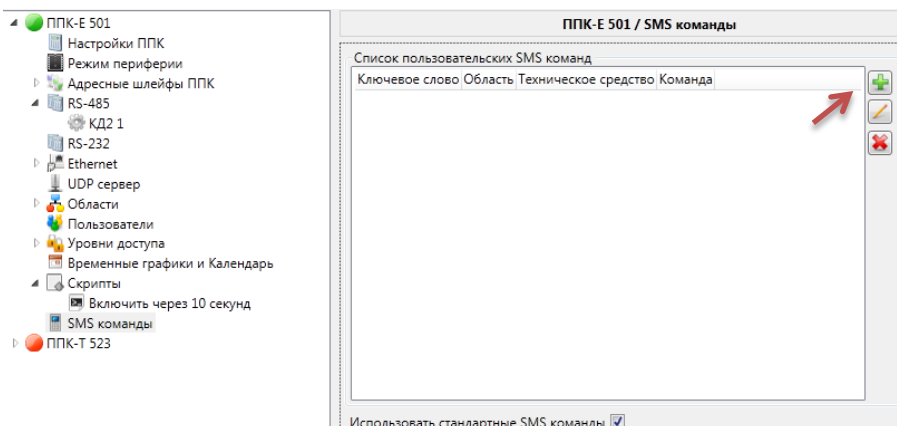 ППК-Е 501
Настройки ППК
Режим периферии
Адресные шлейфы ППК
RS-485
КД2 1
RS-232
Ethernet
UDP сервер
Области
Пользователи
Уровни доступа
Временные графики и Календарь
Скрипты
Включить через 10 секунд
SMS команды
ППК-Т 523
ППК-Е 501 / SMS команды
Список пользовательских SMS команд
Ключевое слово Область Техническое средство Команда
Использовать стандартные SMS команды